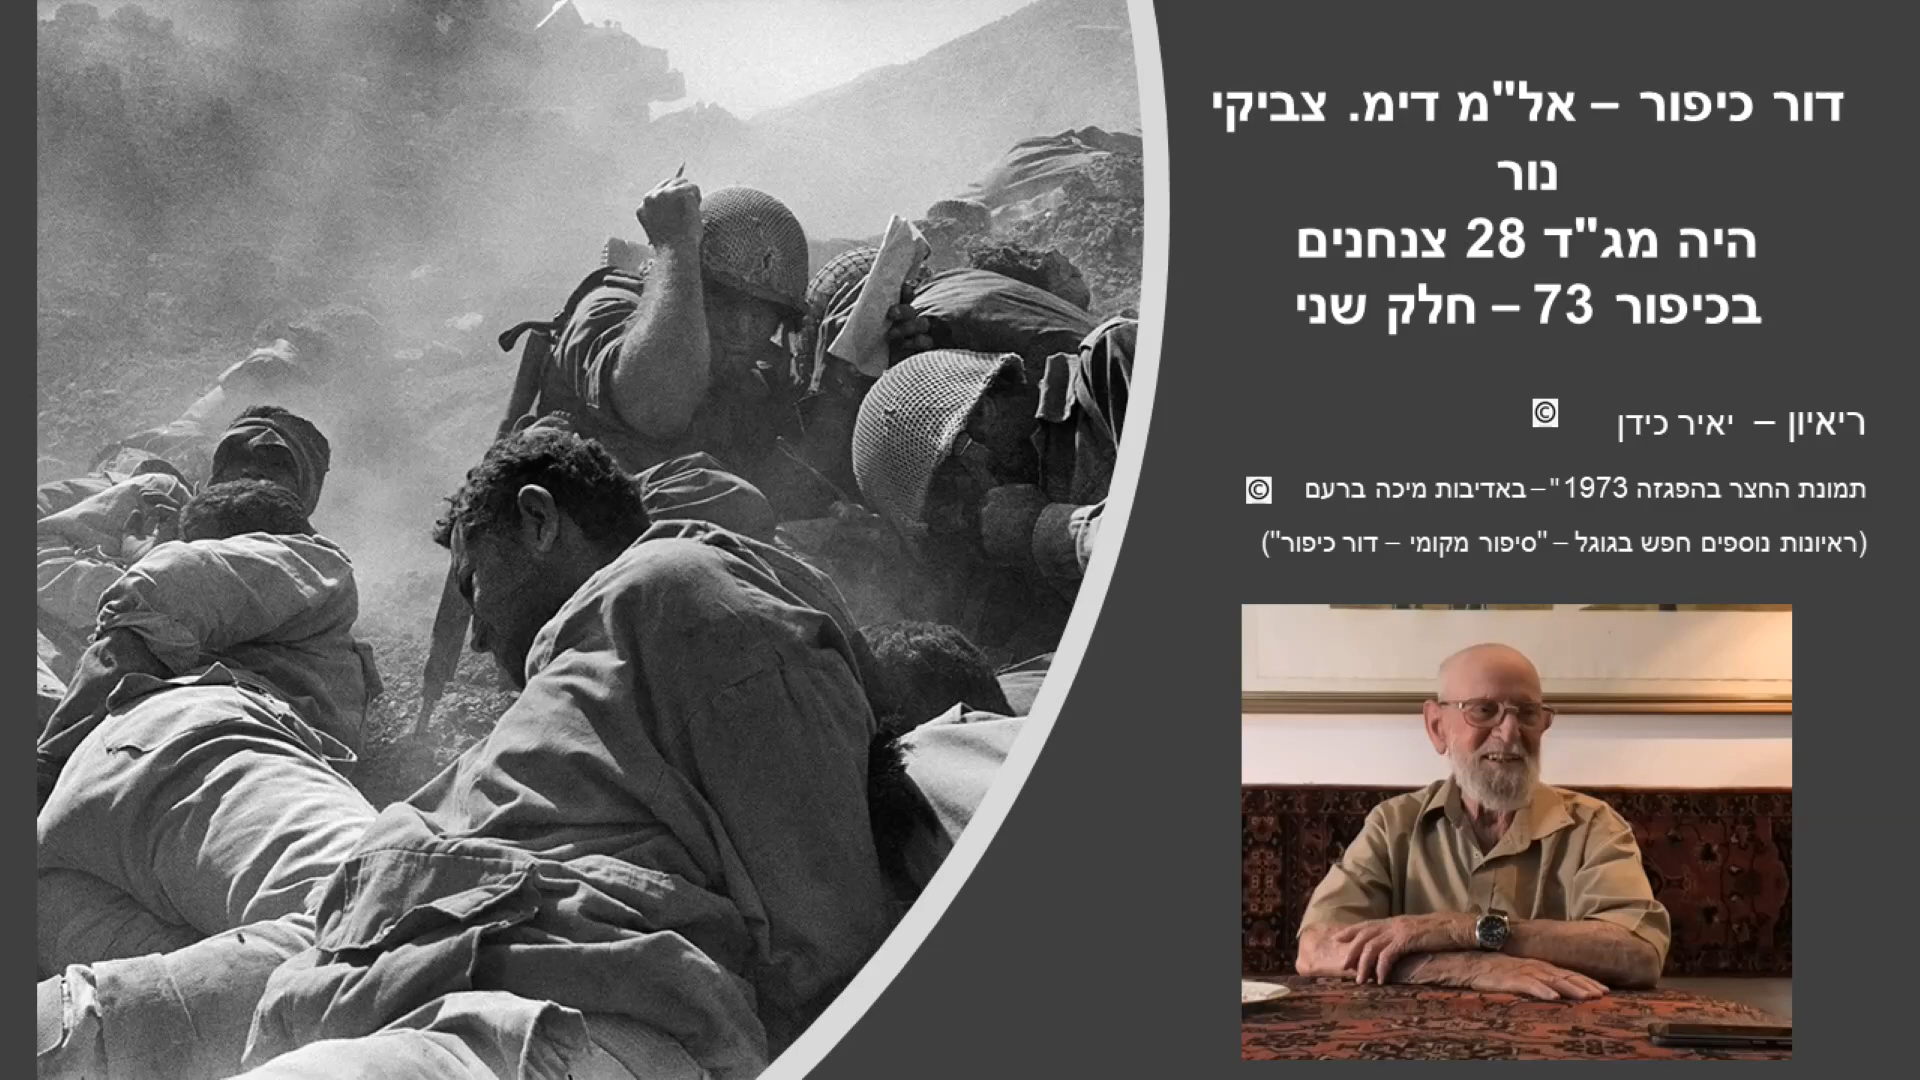 דור כיפור – אל"מ דימ. צביקי
נור
היה מג"ד 28 צנחנים
בכיפור 73 – חלק שני
ריאיון – יאיר כידן ©
תמונת החצר בהפגזה 1973" – באדיבות מיכה ברעם ©
(ראיונות נוספים חפש בגוגל – "סיפור מקומי – דור כיפור")